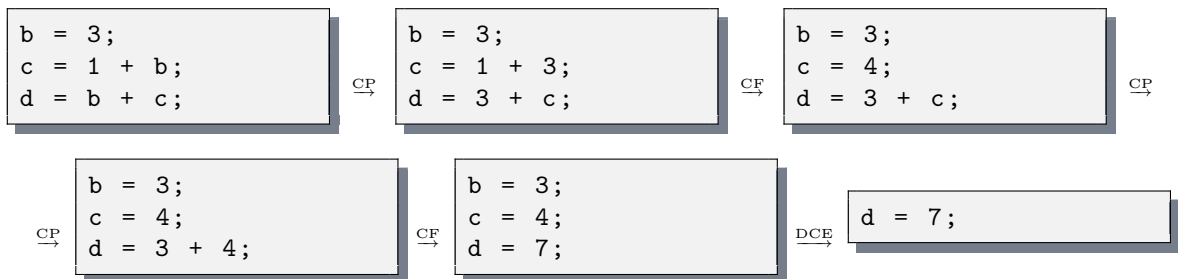 b = 3;
c = 1 + b;
d = b + c;
CP
→
b = 3;
c = 1 + 3;
d = 3 + c;
CF
→
b = 3;
c = 4;
d = 3 + c;
CP
→
CP
→
b = 3;
c = 4;
d = 3 + 4;
CF
→
b = 3;
c = 4;
d = 7;
DCE
→
d = 7;